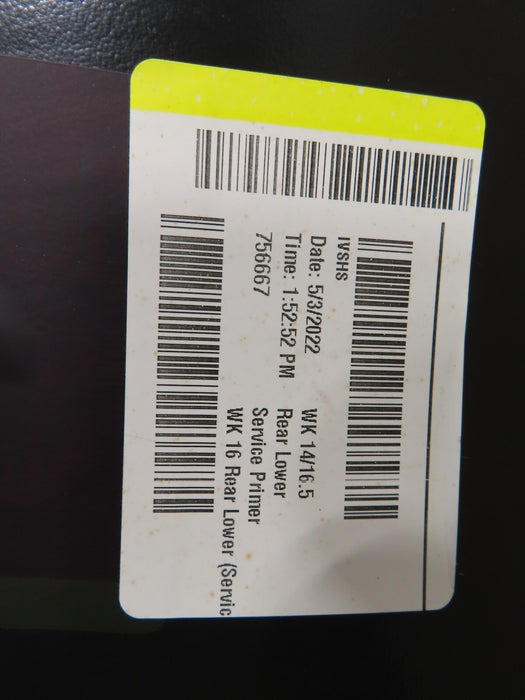 IVSHS
Date: 5/3/2022 WK 14/16.5
Time: 1:52:52 PM Rear Lower
756667 Service Primer
WK 16 Rear Lower (Servic